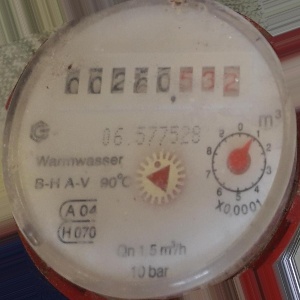 00260532
m³
06.577528
Warmwasser
B-H A-V 90°C
0
9 1
8 2
7 3
6 4
5
X0,0001
A 04
H 070
Qn 1,5 m³/h
10 bar